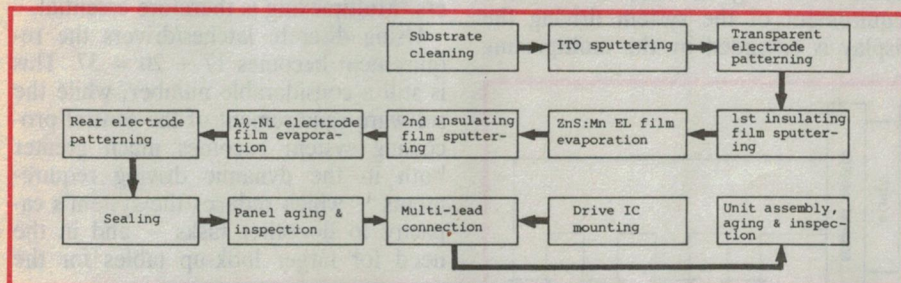 Substrate
cleaning
ITO sputtering
Transparent
electrode
patterning
Rear electrode
patterning
Aℓ-Ni electrode
film evapora-
tion
2nd insulating
film sputter-
ing
ZnS:Mn EL film
evaporation
1st insulating
film sputter-
ing
Sealing
Panel aging &
inspection
Multi-lead
connection
Drive IC
mounting
Unit assembly,
aging & inspec-
tion